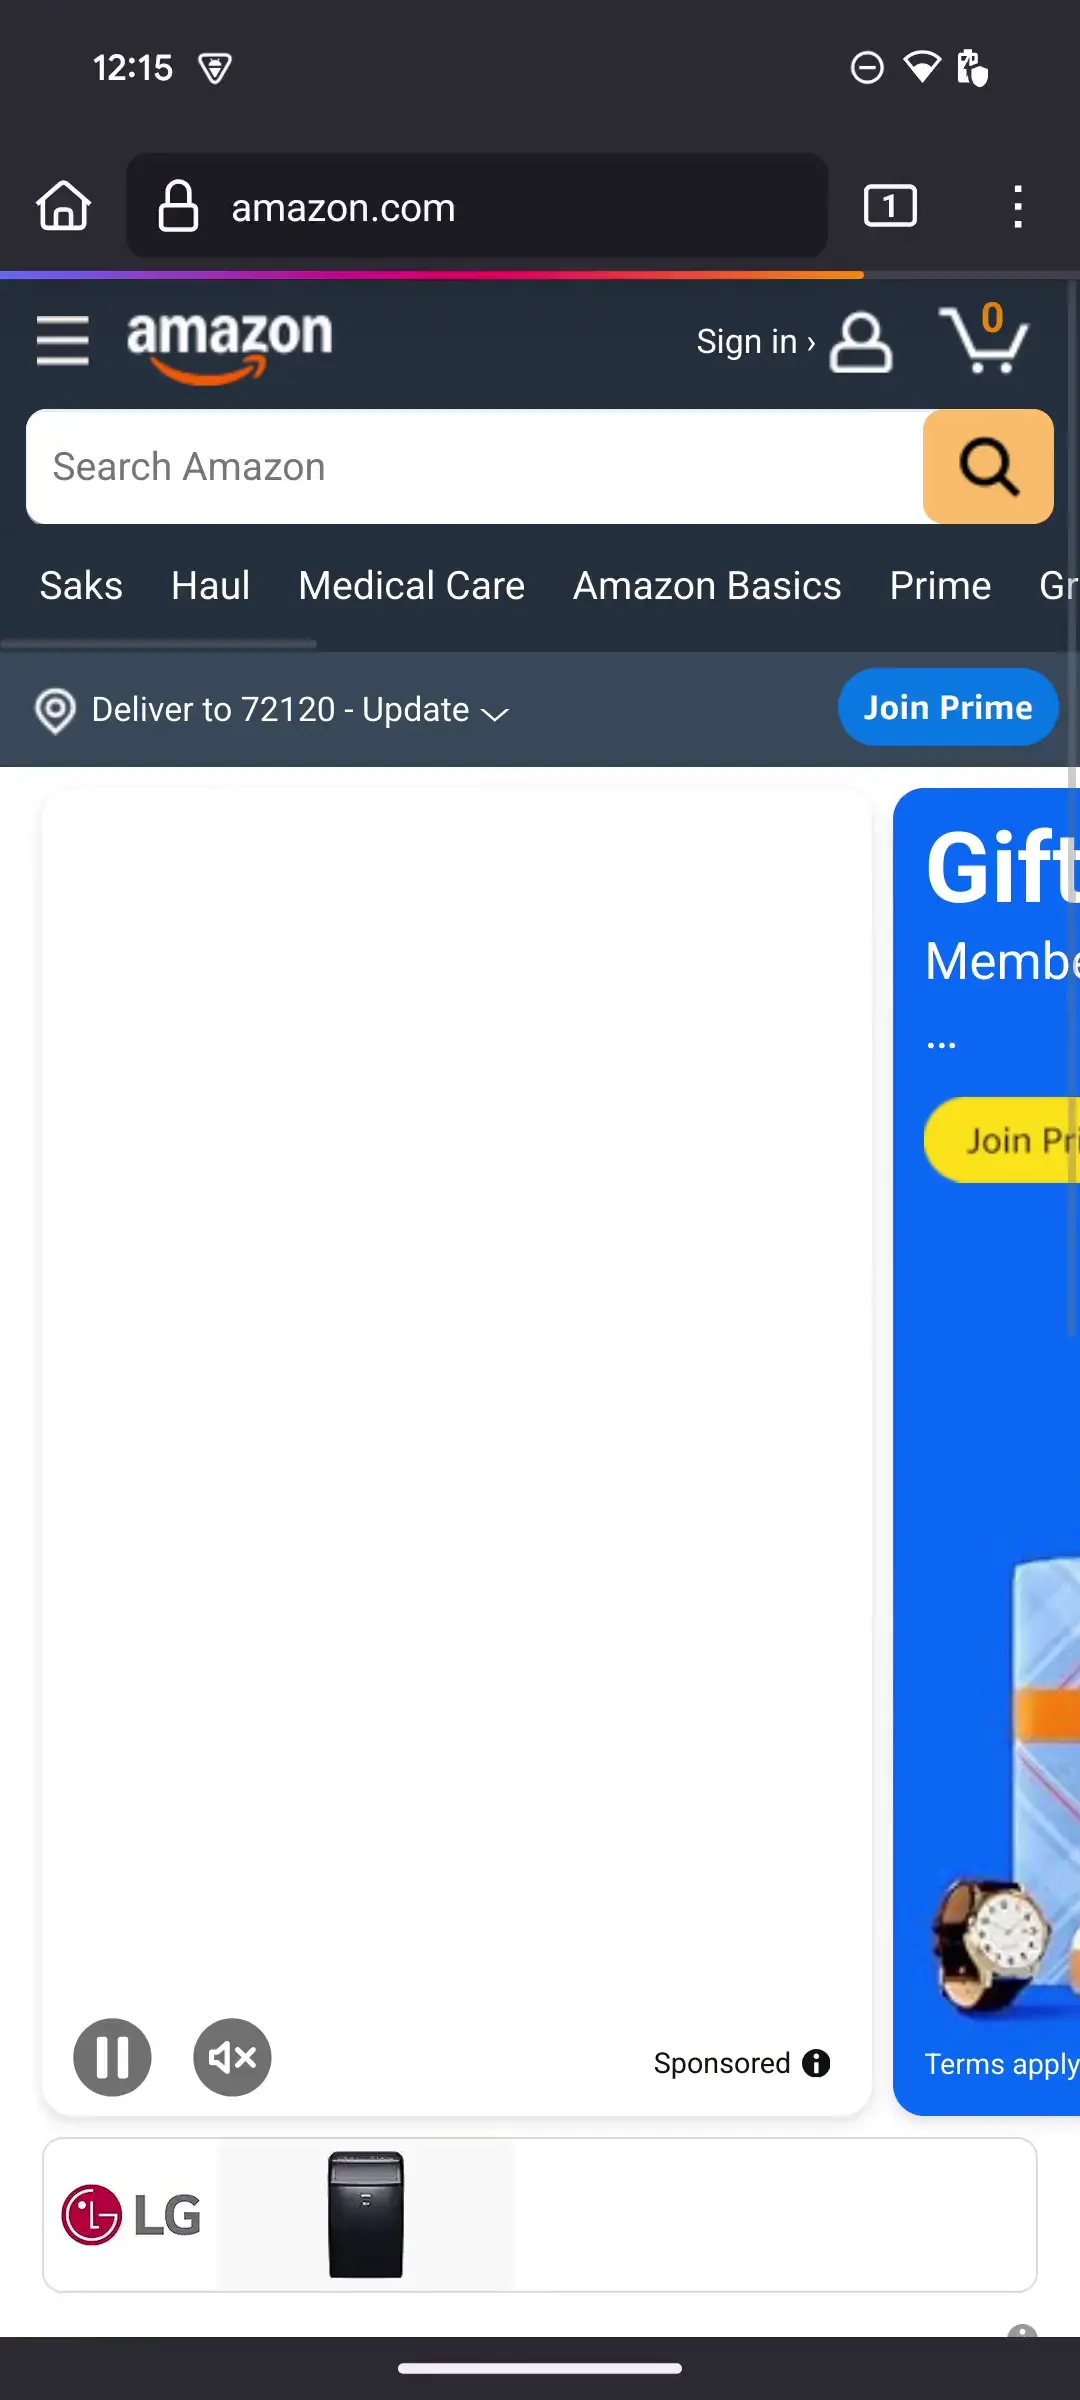 12:15
amazon.com
1
amazon
Sign in ›
0
Search Amazon
Saks Haul Medical Care Amazon Basics Prime Gr
Deliver to 72120 - Update
Join Prime
Gift
Membe
...
Join Pri
Terms apply
Sponsored
LG